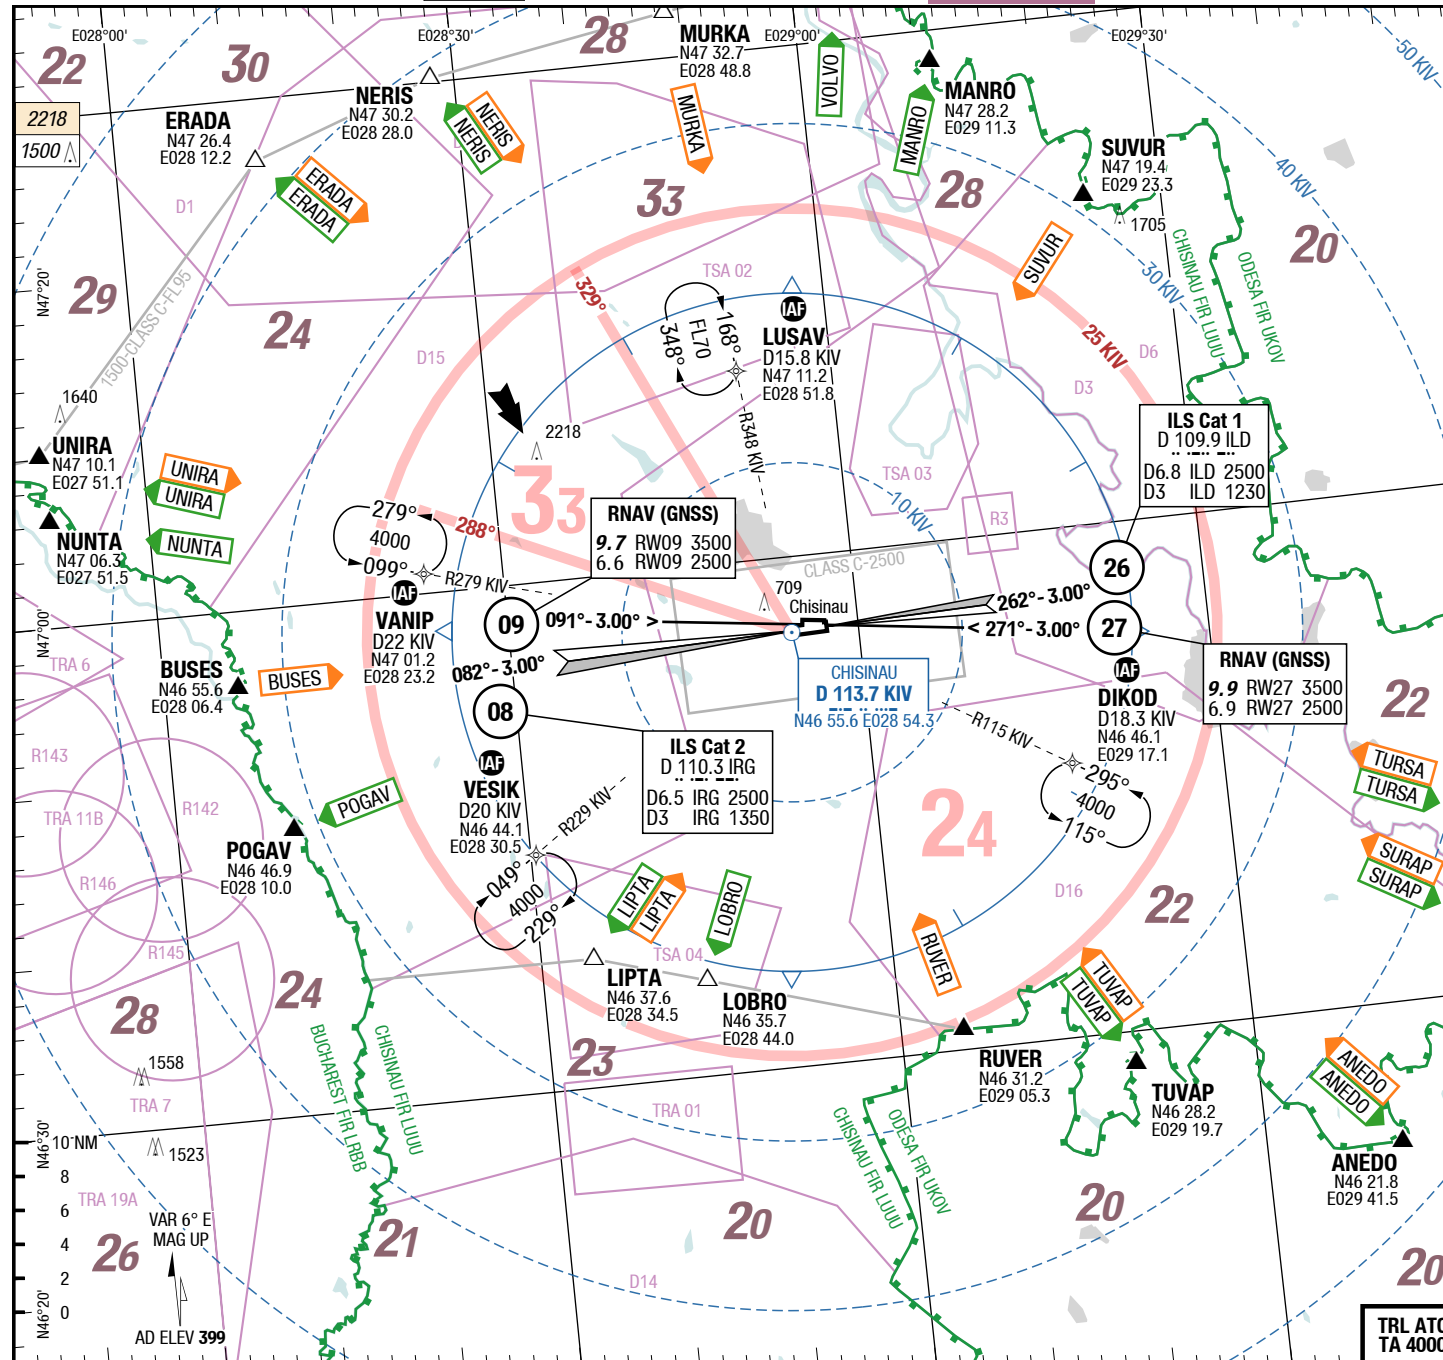 E028°00'
E028°30'
E029°00'
E029°30'
22
30
28
50 KIV
MURKA
N47 32.7
E028 48.8
VOLVO
MANRO
N47 28.2
E029 11.3
NERIS
N47 30.2
E028 28.0
NERIS
NERIS
MURKA
MANRO
2218
1500
ERADA
N47 26.4
E028 12.2
ERADA
ERADA
D1
SUVUR
N47 19.4
E029 23.3
1705
40 KIV
33
28
20
CHISINAU FIR LUUU
ODESA FIR UKOV
SUVUR
30 KIV
N47°20'
29
24
1500-CLASS C-FL95
TSA 02
329°
168°
FL70
348°
IAF
LUSAV
D15.8 KIV
N47 11.2
E028 51.8
25 KIV
D6
D3
D15
1640
2218
R348 KIV
UNIRA
N47 10.1
E027 51.1
UNIRA
UNIRA
NUNTA
N47 06.3
E027 51.5
NUNTA
33
TSA 03
10 KIV
R3
ILS Cat 1
D 109.9 ILD
D6.8 ILD 2500
D3 ILD 1230
279°
4000
099°
288°
R279 KIV
RNAV (GNSS)
9.7 RW09 3500
6.6 RW09 2500
CLASS C-2500
IAF
VANIP
D22 KIV
N47 01.2
E028 23.2
09
091°-3.00° >
709
Chisinau
262°-3.00°
26
< 271°-3.00°
27
N47°00'
082°-3.00°
08
TRA 6
BUSES
N46 55.6
E028 06.4
BUSES
CHISINAU
D 113.7 KIV
N46 55.6 E028 54.3
IAF
DIKOD
D18.3 KIV
N46 46.1
E029 17.1
RNAV (GNSS)
9.9 RW27 3500
6.9 RW27 2500
22
R115 KIV
295°
4000
115°
IAF
VESIK
D20 KIV
N46 44.1
E028 30.5
ILS Cat 2
D 110.3 IRG
D6.5 IRG 2500
D3 IRG 1350
R229 KIV
049°
4000
229°
R143
R142
TRA 11B
R146
R145
POGAV
POGAV
N46 46.9
E028 10.0
24
TURSA
TURSA
SURAP
SURAP
D16
22
LIPTA
LIPTA
LOBRO
TSA 04
RUVER
LIPTA
N46 37.6
E028 34.5
LOBRO
N46 35.7
E028 44.0
TUVAP
TUVAP
24
28
BUCHAREST FIR LRBB
CHISINAU FIR LUUU
23
RUVER
N46 31.2
E029 05.3
TUVAP
N46 28.2
E029 19.7
ANEDO
ANEDO
ANEDO
N46 21.8
E029 41.5
1558
TRA 7
TRA 01
CHISINAU FIR LUUU
ODESA FIR UKOV
N46°30'
10 NM
8
6
4
2
0
1523
TRA 19A
VAR 6° E
MAG UP
26
21
20
20
20
D14
N46°20'
AD ELEV 399
TRL ATC
TA 4000